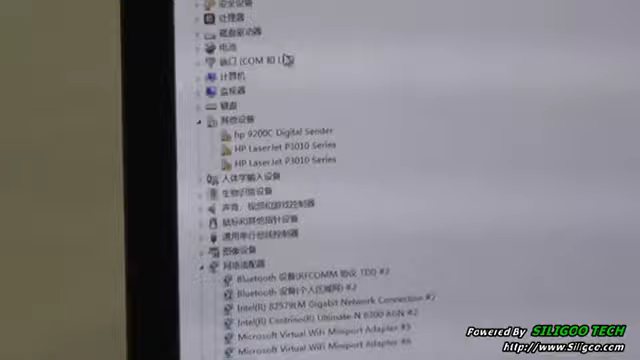 安全设备
处理器
磁盘驱动器
电池
端口 (COM 和 L
计算机
监视器
键盘
其他设备
hp 9200C Digital Sender
HP LaserJet P3010 Series
HP LaserJet P3010 Series
人体学输入设备
生物识别设备
声音、视频和游戏控制器
鼠标和其他指针设备
通用串行总线控制器
图像设备
网络适配器
Bluetooth 设备(RFCOMM 协议 TDI) #2
Bluetooth 设备(个人区域网) #2
Intel(R) 82579LM Gigabit Network Connection #2
Intel(R) Centrino(R) Ultimate-N 6300 AGN #2
Microsoft Virtual WiFi Miniport Adapter #5
Microsoft Virtual WiFi Miniport Adapter #6
Powered By SILIGOO TECH
http://www.Siligoo.com